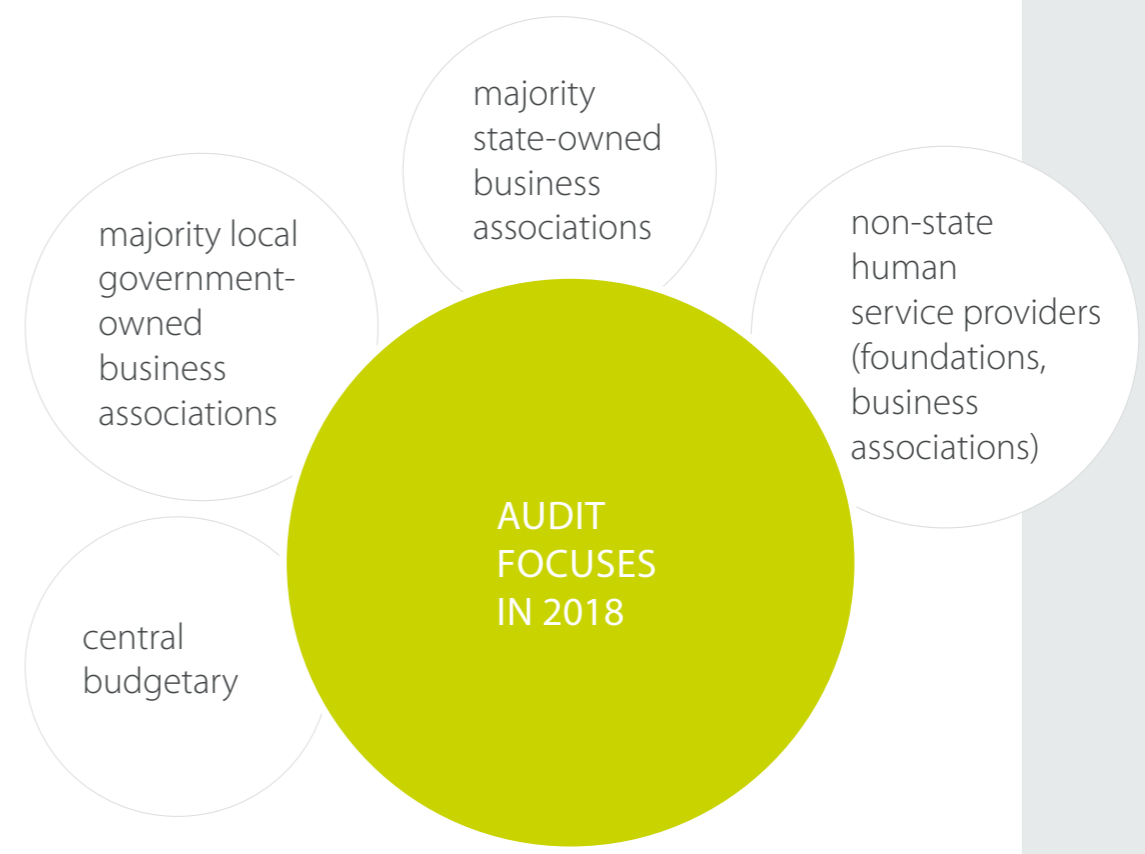 majority
state-owned
business
associations
majority local
government-
owned
business
associations
non-state
human
service providers
(foundations,
business
associations)
AUDIT
FOCUSES
IN 2018
central
budgetary